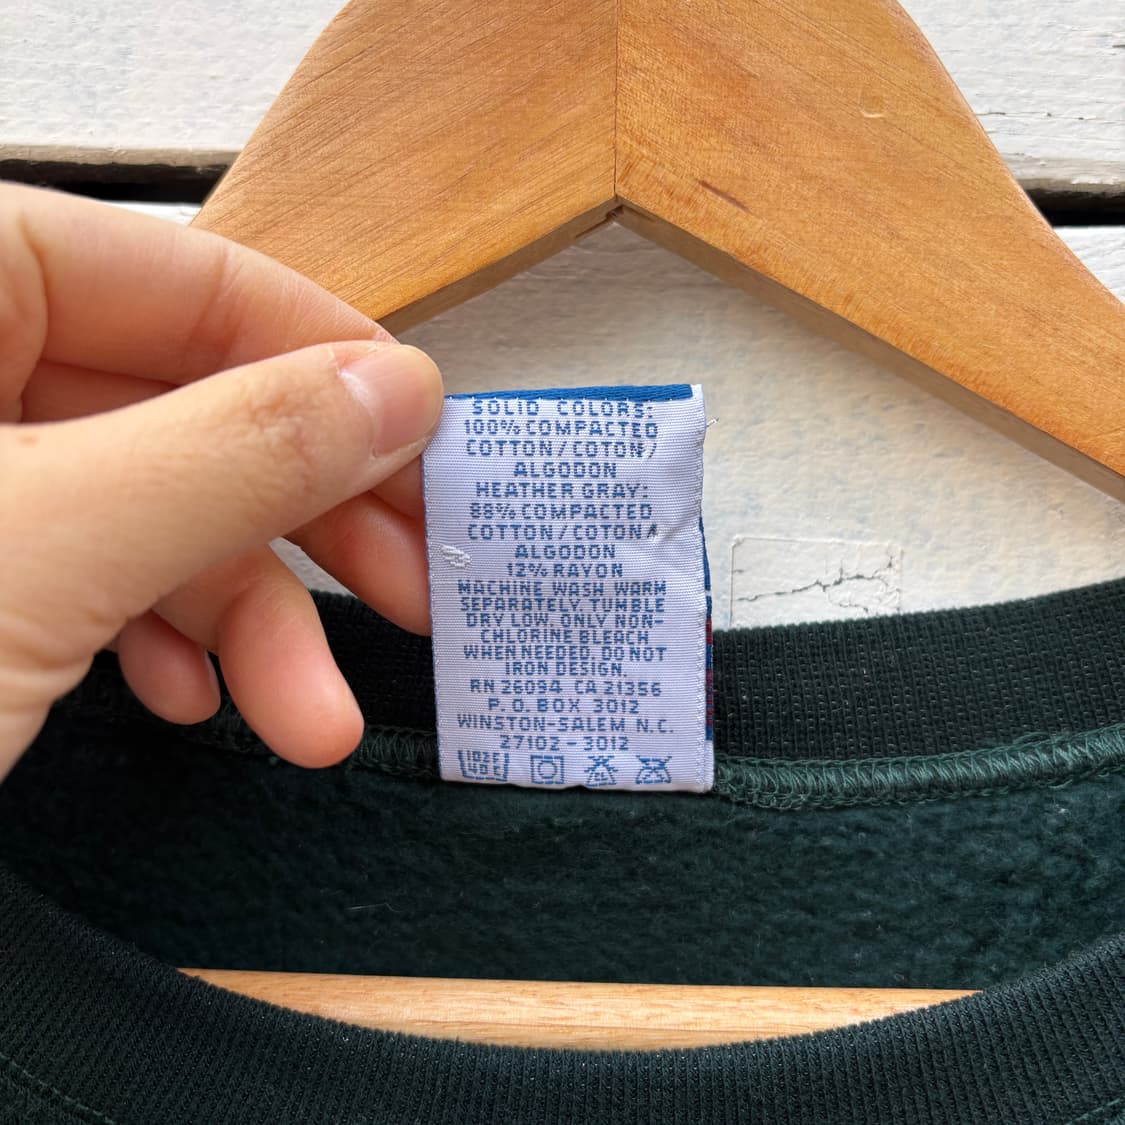 SOLID COLORS:
100% COMPACTED
COTTON/COTON/
ALGODON
HEATHER GRAY:
88% COMPACTED
COTTON/COTON/
ALGODON
12% RAYON
MACHINE WASH WARM
SEPARATELY, TUMBLE
DRY LOW, ONLY NON-
CHLORINE BLEACH
WHEN NEEDED, DO NOT
IRON DESIGN.
RN 26094 CA 21356
P.O. BOX 3012
WINSTON-SALEM N.C.
27102-3012